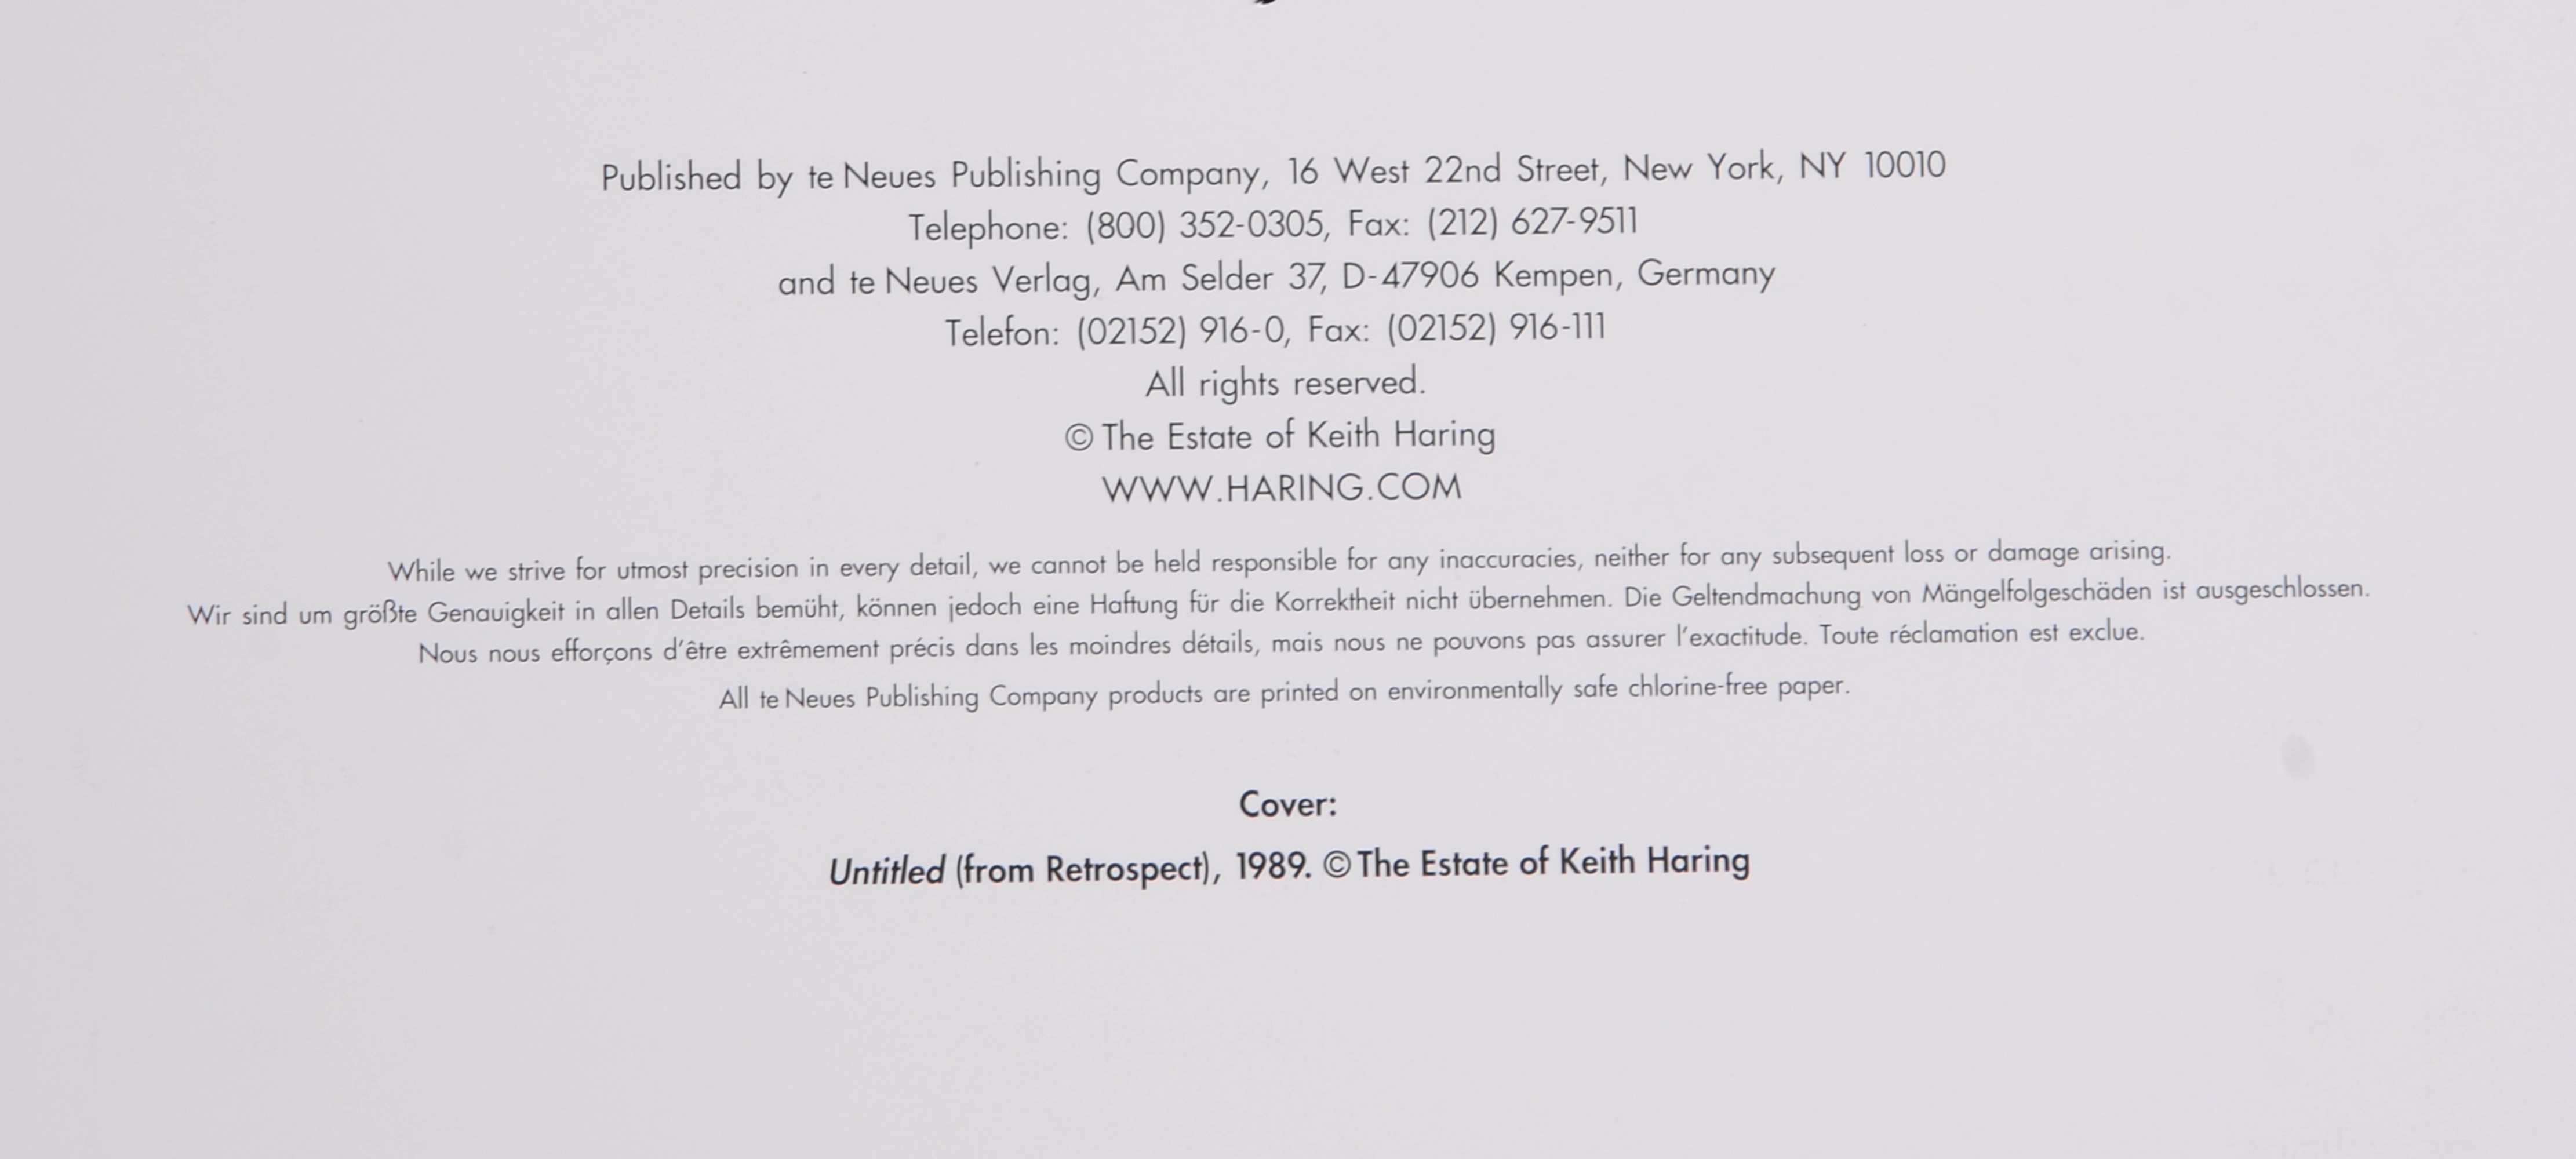 Published by te Neues Publishing Company, 16 West 22nd Street, New York, NY 10010
Telephone: (800) 352-0305, Fax: (212) 627-9511
and te Neues Verlag, Am Selder 37, D-47906 Kempen, Germany
Telefon: (02152) 916-0, Fax: (02152) 916-111
All rights reserved.
© The Estate of Keith Haring
WWW.HARING.COM
While we strive for utmost precision in every detail, we cannot be held responsible for any inaccuracies, neither for any subsequent loss or damage arising.
Wir sind um größte Genauigkeit in allen Details bemüht, können jedoch eine Haftung für die Korrektheit nicht übernehmen. Die Geltendmachung von Mängelfolgeschäden ist ausgeschlossen.
Nous nous efforçons d'être extrêmement précis dans les moindres détails, mais nous ne pouvons pas assurer l'exactitude. Toute réclamation est exclue.
All te Neues Publishing Company products are printed on environmentally safe chlorine-free paper.
Cover:
Untitled (from Retrospect), 1989. © The Estate of Keith Haring